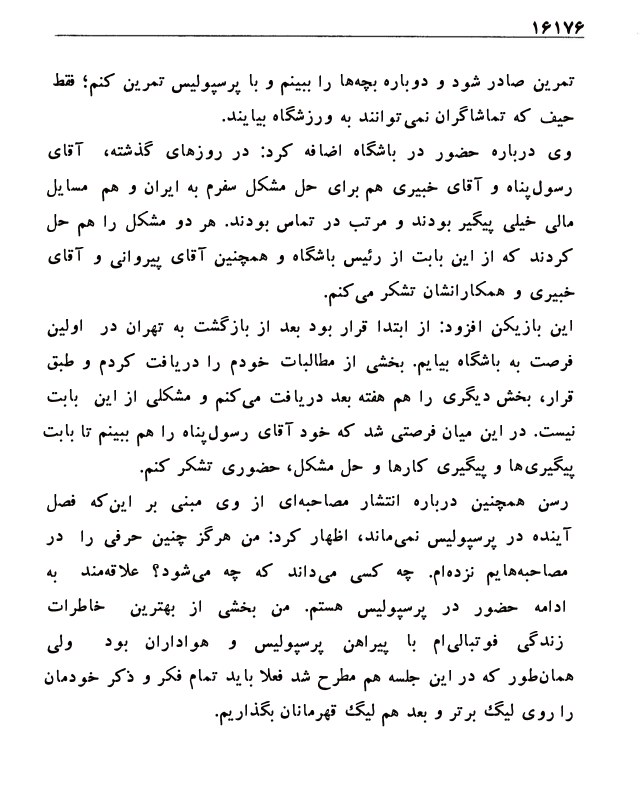 ۱۶۱۷۶
تمرین صادر شود و دوباره بچه‌ها را ببینم و با پرسپولیس تمرین کنم؛ فقط
حیف که تماشاگران نمی‌توانند به ورزشگاه بیایند.
وی درباره حضور در باشگاه اضافه کرد: در روزهای گذشته، آقای
رسول‌پناه و آقای خبیری هم برای حل مشکل سفرم به ایران و هم مسایل
مالی خیلی پیگیر بودند و مرتب در تماس بودند. هر دو مشکل را هم حل
کردند که از این بابت از رئیس باشگاه و همچنین آقای پیروانی و آقای
خبیری و همکارانشان تشکر می‌کنم.
این بازیکن افزود: از ابتدا قرار بود بعد از بازگشت به تهران در اولین
فرصت به باشگاه بیایم. بخشی از مطالبات خودم را دریافت کردم و طبق
قرار، بخش دیگری را هم هفته بعد دریافت می‌کنم و مشکلی از این بابت
نیست. در این میان فرصتی شد که خود آقای رسول‌پناه را هم ببینم تا بابت
پیگیری‌ها و پیگیری کارها و حل مشکل، حضوری تشکر کنم.
رسن همچنین درباره انتشار مصاحبه‌ای از وی مبنی بر این‌که فصل
آینده در پرسپولیس نمی‌ماند، اظهار کرد: من هرگز چنین حرفی را در
مصاحبه‌هایم نزده‌ام. چه کسی می‌داند که چه می‌شود؟ علاقه‌مند به
ادامه حضور در پرسپولیس هستم. من بخشی از بهترین خاطرات
زندگی فوتبالی‌ام با پیراهن پرسپولیس و هواداران بود ولی
همان‌طور که در این جلسه هم مطرح شد فعلا باید تمام فکر و ذکر خودمان
را روی لیگ برتر و بعد هم لیگ قهرمانان بگذاریم.